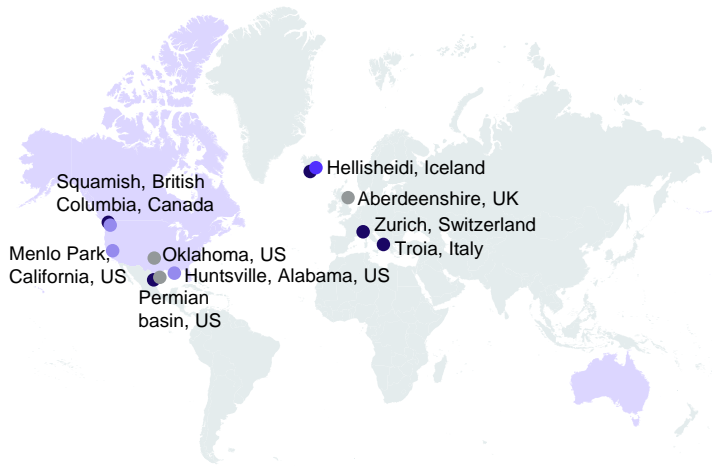 Hellisheidi, Iceland
Squamish, British
Columbia, Canada
Aberdeenshire, UK
Zurich, Switzerland
Troia, Italy
Menlo Park,
California, US
Oklahoma, US
Huntsville, Alabama, US
Permian
basin, US